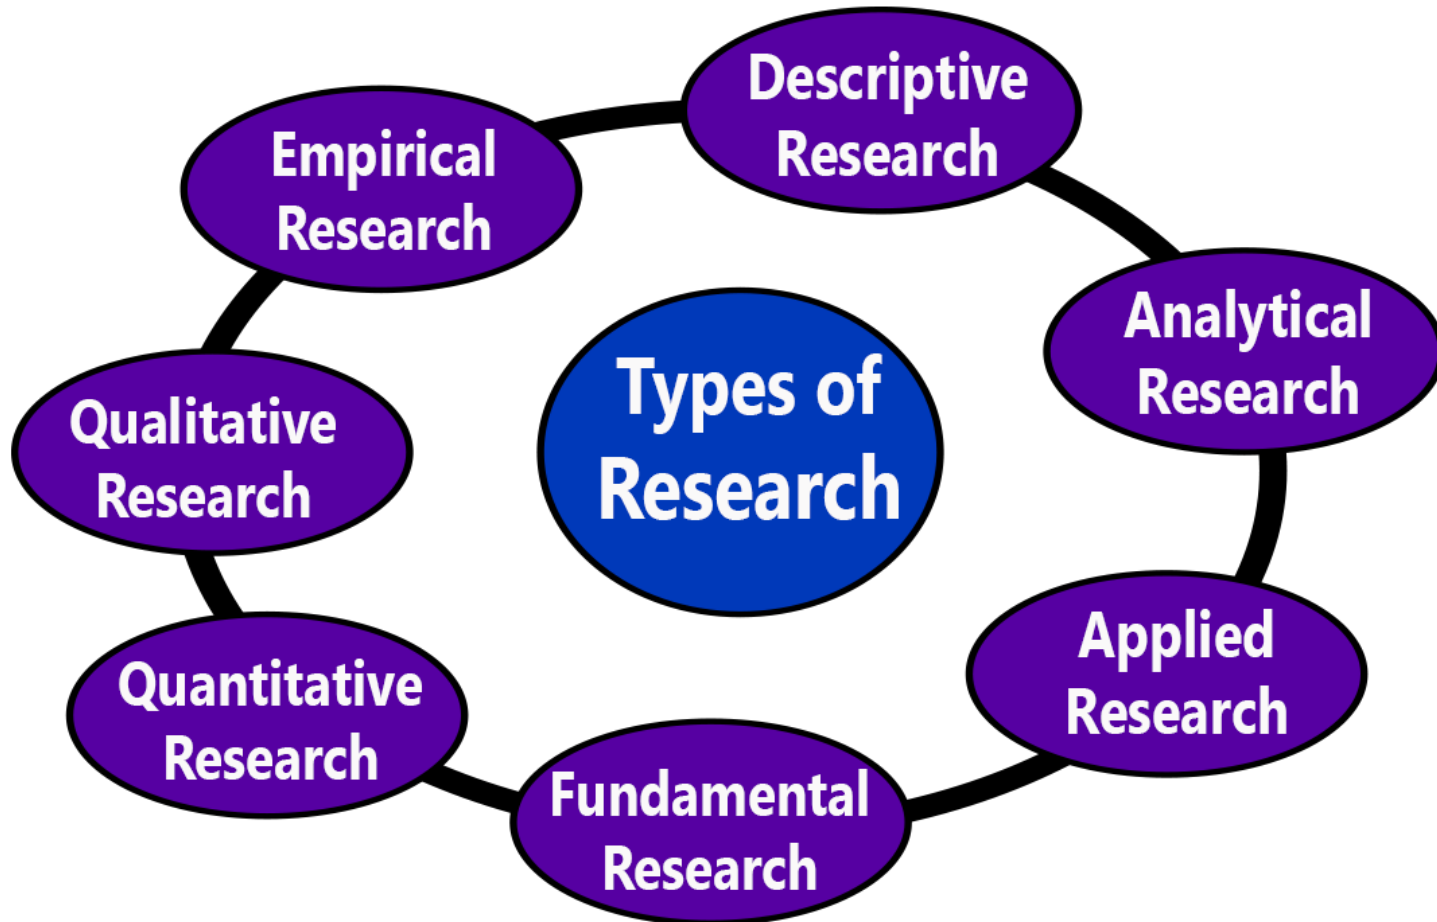 Descriptive
Research
Empirical
Research
Analytical
Research
Types of
Research
Qualitative
Research
Applied
Research
Quantitative
Research
Fundamental
Research